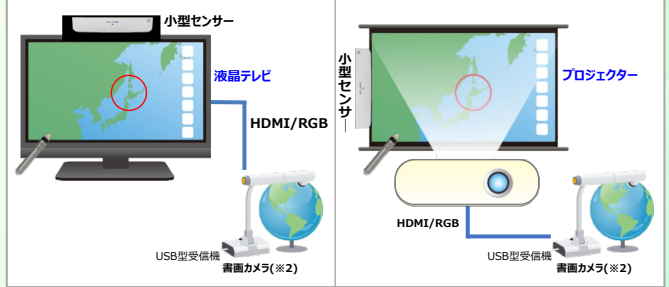 小型センサー
液晶テレビ
HDMI/RGB
USB型受信機
書画カメラ(※2)
小型センサー
プロジェクター
HDMI/RGB
USB型受信機
書画カメラ(※2)